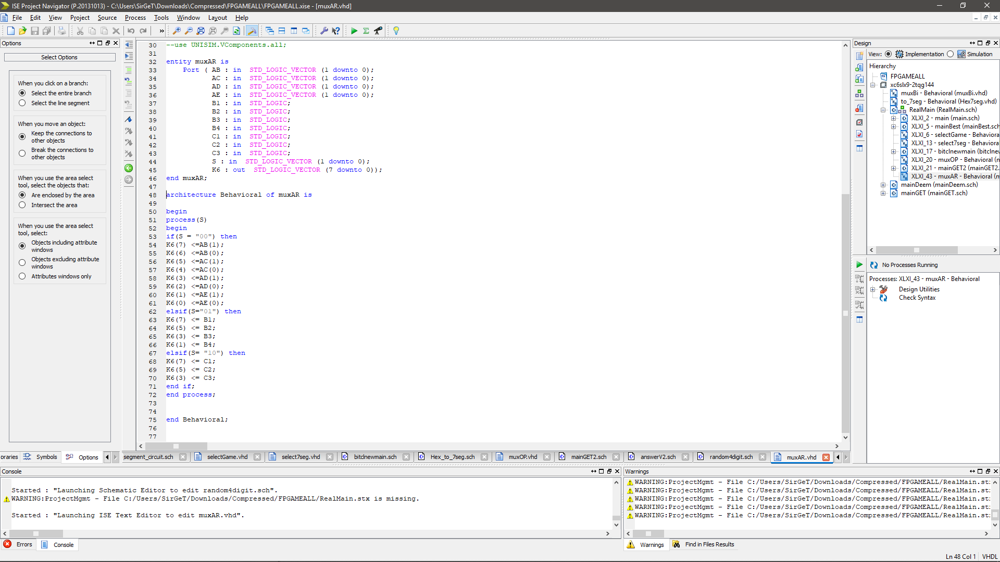 ISE Project Navigator (P.20131013) - C:\Users\SirGeT\Downloads\Compressed\FPGAMEALL\FPGAMEALL.xise - [muxAR.vhd]
File Edit View Project Source Process Tools Window Layout Help
Options
Select Options
When you click on a branch:
Select the entire branch
Select the line segment
When you move an object:
Keep the connections to
other objects
Break the connections to
other objects
When you use the area select
tool, select the objects that:
Are enclosed by the area
Intersect the area
When you use the area select
tool, select:
Objects including attribute
windows
Objects excluding attribute
windows
Attributes windows only
oraries Symbols Options
30 --use UNISIM.VComponents.all;
31
32 entity muxAR is
33 Port ( AB : in STD_LOGIC_VECTOR (1 downto 0);
34 AC : in STD_LOGIC_VECTOR (1 downto 0);
35 AD : in STD_LOGIC_VECTOR (1 downto 0);
36 AE : in STD_LOGIC_VECTOR (1 downto 0);
37 B1 : in STD_LOGIC;
38 B2 : in STD_LOGIC;
39 B3 : in STD_LOGIC;
40 B4 : in STD_LOGIC;
41 C1 : in STD_LOGIC;
42 C2 : in STD_LOGIC;
43 C3 : in STD_LOGIC;
44 S : in STD_LOGIC_VECTOR (1 downto 0);
45 K6 : out STD_LOGIC_VECTOR (7 downto 0));
46 end muxAR;
47
48 architecture Behavioral of muxAR is
49
50 begin
51 process(S)
52 begin
53 if(S = "00") then
54 K6(7) <=AB(1);
55 K6(6) <=AB(0);
56 K6(5) <=AC(1);
57 K6(4) <=AC(0);
58 K6(3) <=AD(1);
59 K6(2) <=AD(0);
60 K6(1) <=AE(1);
61 K6(0) <=AE(0);
62 elsif(S="01") then
63 K6(7) <= B1;
64 K6(5) <= B2;
65 K6(3) <= B3;
66 K6(1) <= B4;
67 elsif(S= "10") then
68 K6(7) <= C1;
69 K6(5) <= C2;
70 K6(3) <= C3;
71 end if;
72 end process;
73
74
75 end Behavioral;
76
77
segment_circuit.sch selectGame.vhd select7seg.vhd bitclnewmain.sch Hex_to_7seg.sch muxOP.vhd mainGET2.sch answerV2.sch random4digit.sch muxAR.vhd
Design
View: Implementation Simulation
Hierarchy
FPGAMEALL
xc6slx9-2tqg144
muxBi - Behavioral (muxBi.vhd)
to_7seg - Behavioral (Hex7seg.vhd)
RealMain (RealMain.sch)
XLXI_2 - main (main.sch)
XLXI_5 - mainBest (mainBest.sch
XLXI_6 - selectGame - Behaviora
XLXI_13 - select7seg - Behaviora
XLXI_17 - bitclnewmain (bitclnew
XLXI_20 - muxOP - Behavioral (n
XLXI_21 - mainGET2 (mainGET2.
XLXI_43 - muxAR - Behavioral (n
mainDeem (mainDeem.sch)
mainGET (mainGET.sch)
No Processes Running
Processes: XLXI_43 - muxAR - Behavioral
Design Utilities
Check Syntax
Console
Started : "Launching Schematic Editor to edit random4digit.sch".
WARNING:ProjectMgmt - File C:/Users/SirGeT/Downloads/Compressed/FPGAMEALL/RealMain.stx is missing.
Started : "Launching ISE Text Editor to edit muxAR.vhd".
Errors Console
Warnings
WARNING:ProjectMgmt - File C:/Users/SirGeT/Downloads/Compressed/FPGAMEALL/RealMain.st
WARNING:ProjectMgmt - File C:/Users/SirGeT/Downloads/Compressed/FPGAMEALL/RealMain.st
WARNING:ProjectMgmt - File C:/Users/SirGeT/Downloads/Compressed/FPGAMEALL/RealMain.st
WARNING:ProjectMgmt - File C:/Users/SirGeT/Downloads/Compressed/FPGAMEALL/RealMain.st
WARNING:ProjectMgmt - File C:/Users/SirGeT/Downloads/Compressed/FPGAMEALL/RealMain.st
Warnings Find in Files Results
Ln 48 Col 1 VHDL